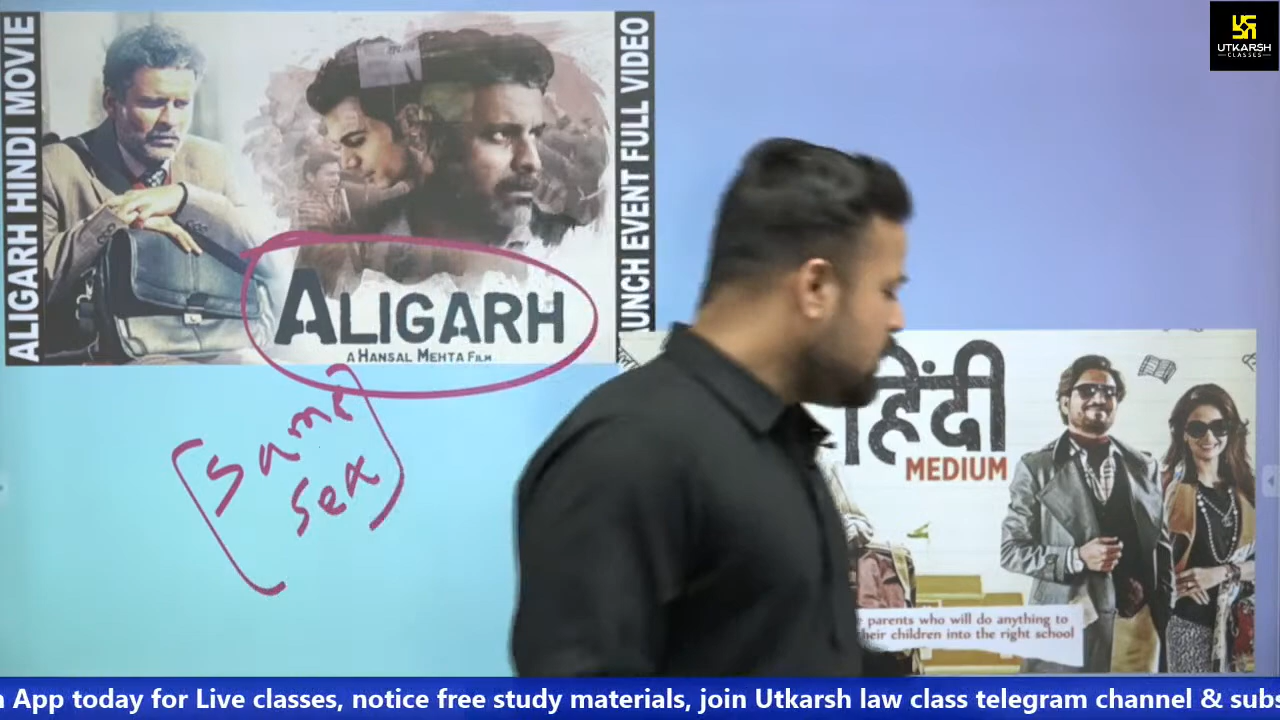 ALIGARH HINDI MOVIE
ALIGARH
A HANSAL MEHTA FILM
UNCH EVENT FULL VIDEO
UTKARSH
CLASSES
Same
Sex
हिंदी
MEDIUM
parents who will do anything to
their children into the right school
App today for Live classes, notice free study materials, join Utkarsh law class telegram channel & subs